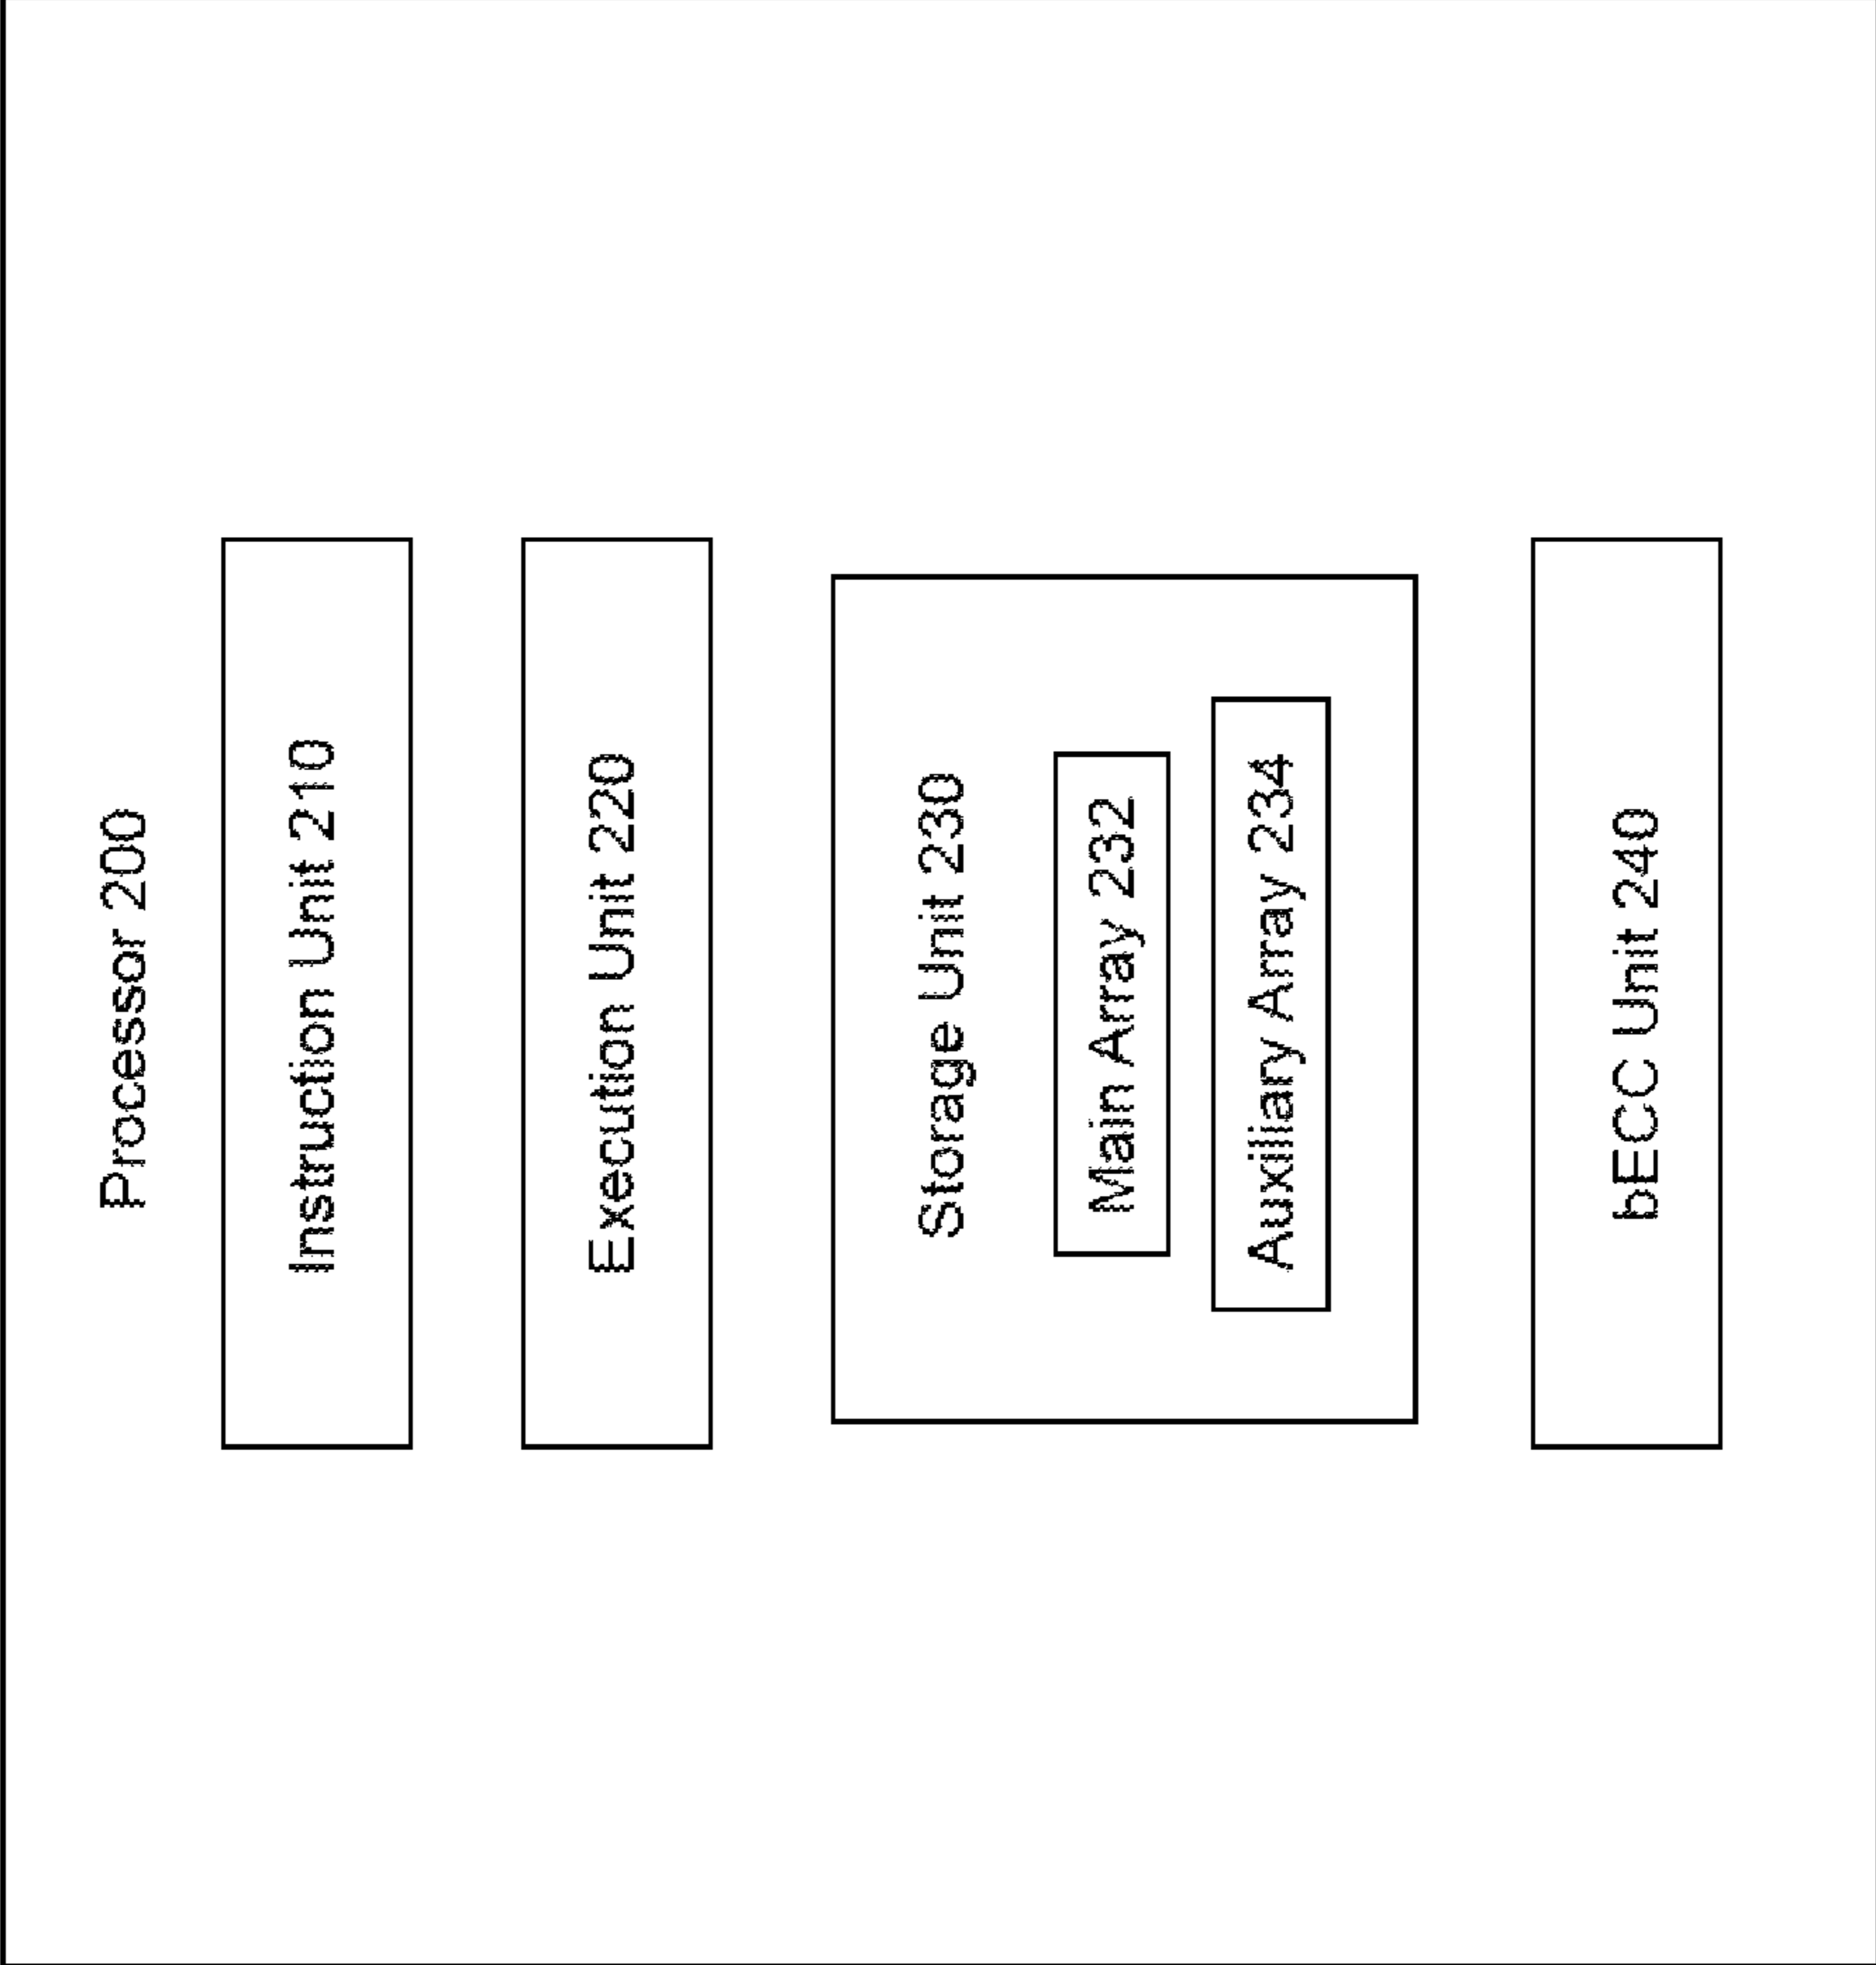 Processor 200
Instruction Unit 210
Execution Unit 220
Storage Unit 230
Main Array 232
Auxiliary Array 234
bECC Unit 240